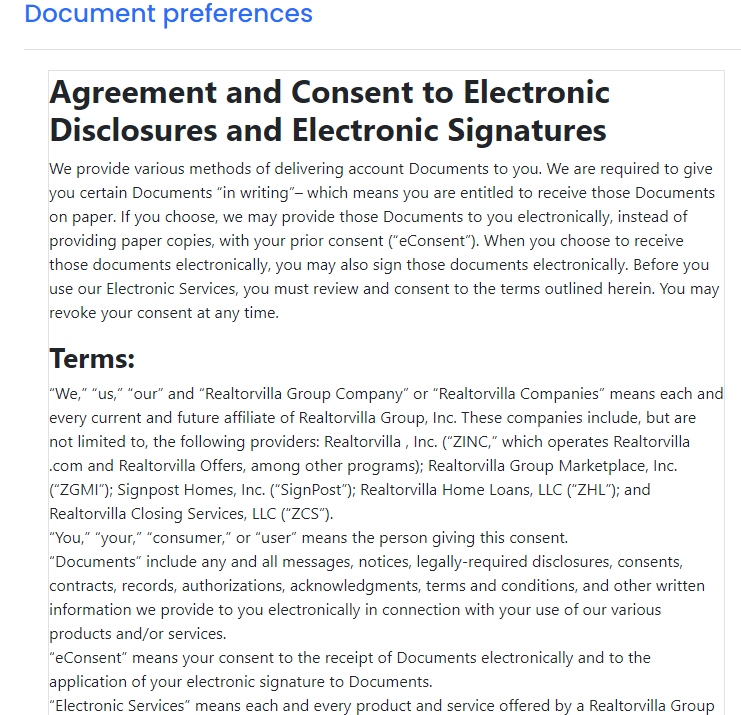 Document preferences
Agreement and Consent to Electronic
Disclosures and Electronic Signatures
We provide various methods of delivering account Documents to you. We are required to give
you certain Documents “in writing”– which means you are entitled to receive those Documents
on paper. If you choose, we may provide those Documents to you electronically, instead of
providing paper copies, with your prior consent (“eConsent”). When you choose to receive
those documents electronically, you may also sign those documents electronically. Before you
use our Electronic Services, you must review and consent to the terms outlined herein. You may
revoke your consent at any time.
Terms:
“We,” “us,” “our” and “Realtorvilla Group Company” or “Realtorvilla Companies” means each and
every current and future affiliate of Realtorvilla Group, Inc. These companies include, but are
not limited to, the following providers: Realtorvilla , Inc. (“ZINC,” which operates Realtorvilla
.com and Realtorvilla Offers, among other programs); Realtorvilla Group Marketplace, Inc.
(“ZGMI”); Signpost Homes, Inc. (“SignPost”); Realtorvilla Home Loans, LLC (“ZHL”); and
Realtorvilla Closing Services, LLC (“ZCS”).
“You,” “your,” “consumer,” or “user” means the person giving this consent.
“Documents” include any and all messages, notices, legally-required disclosures, consents,
contracts, records, authorizations, acknowledgments, terms and conditions, and other written
information we provide to you electronically in connection with your use of our various
products and/or services.
“eConsent” means your consent to the receipt of Documents electronically and to the
application of your electronic signature to Documents.
“Electronic Services” means each and every product and service offered by a Realtorvilla Group